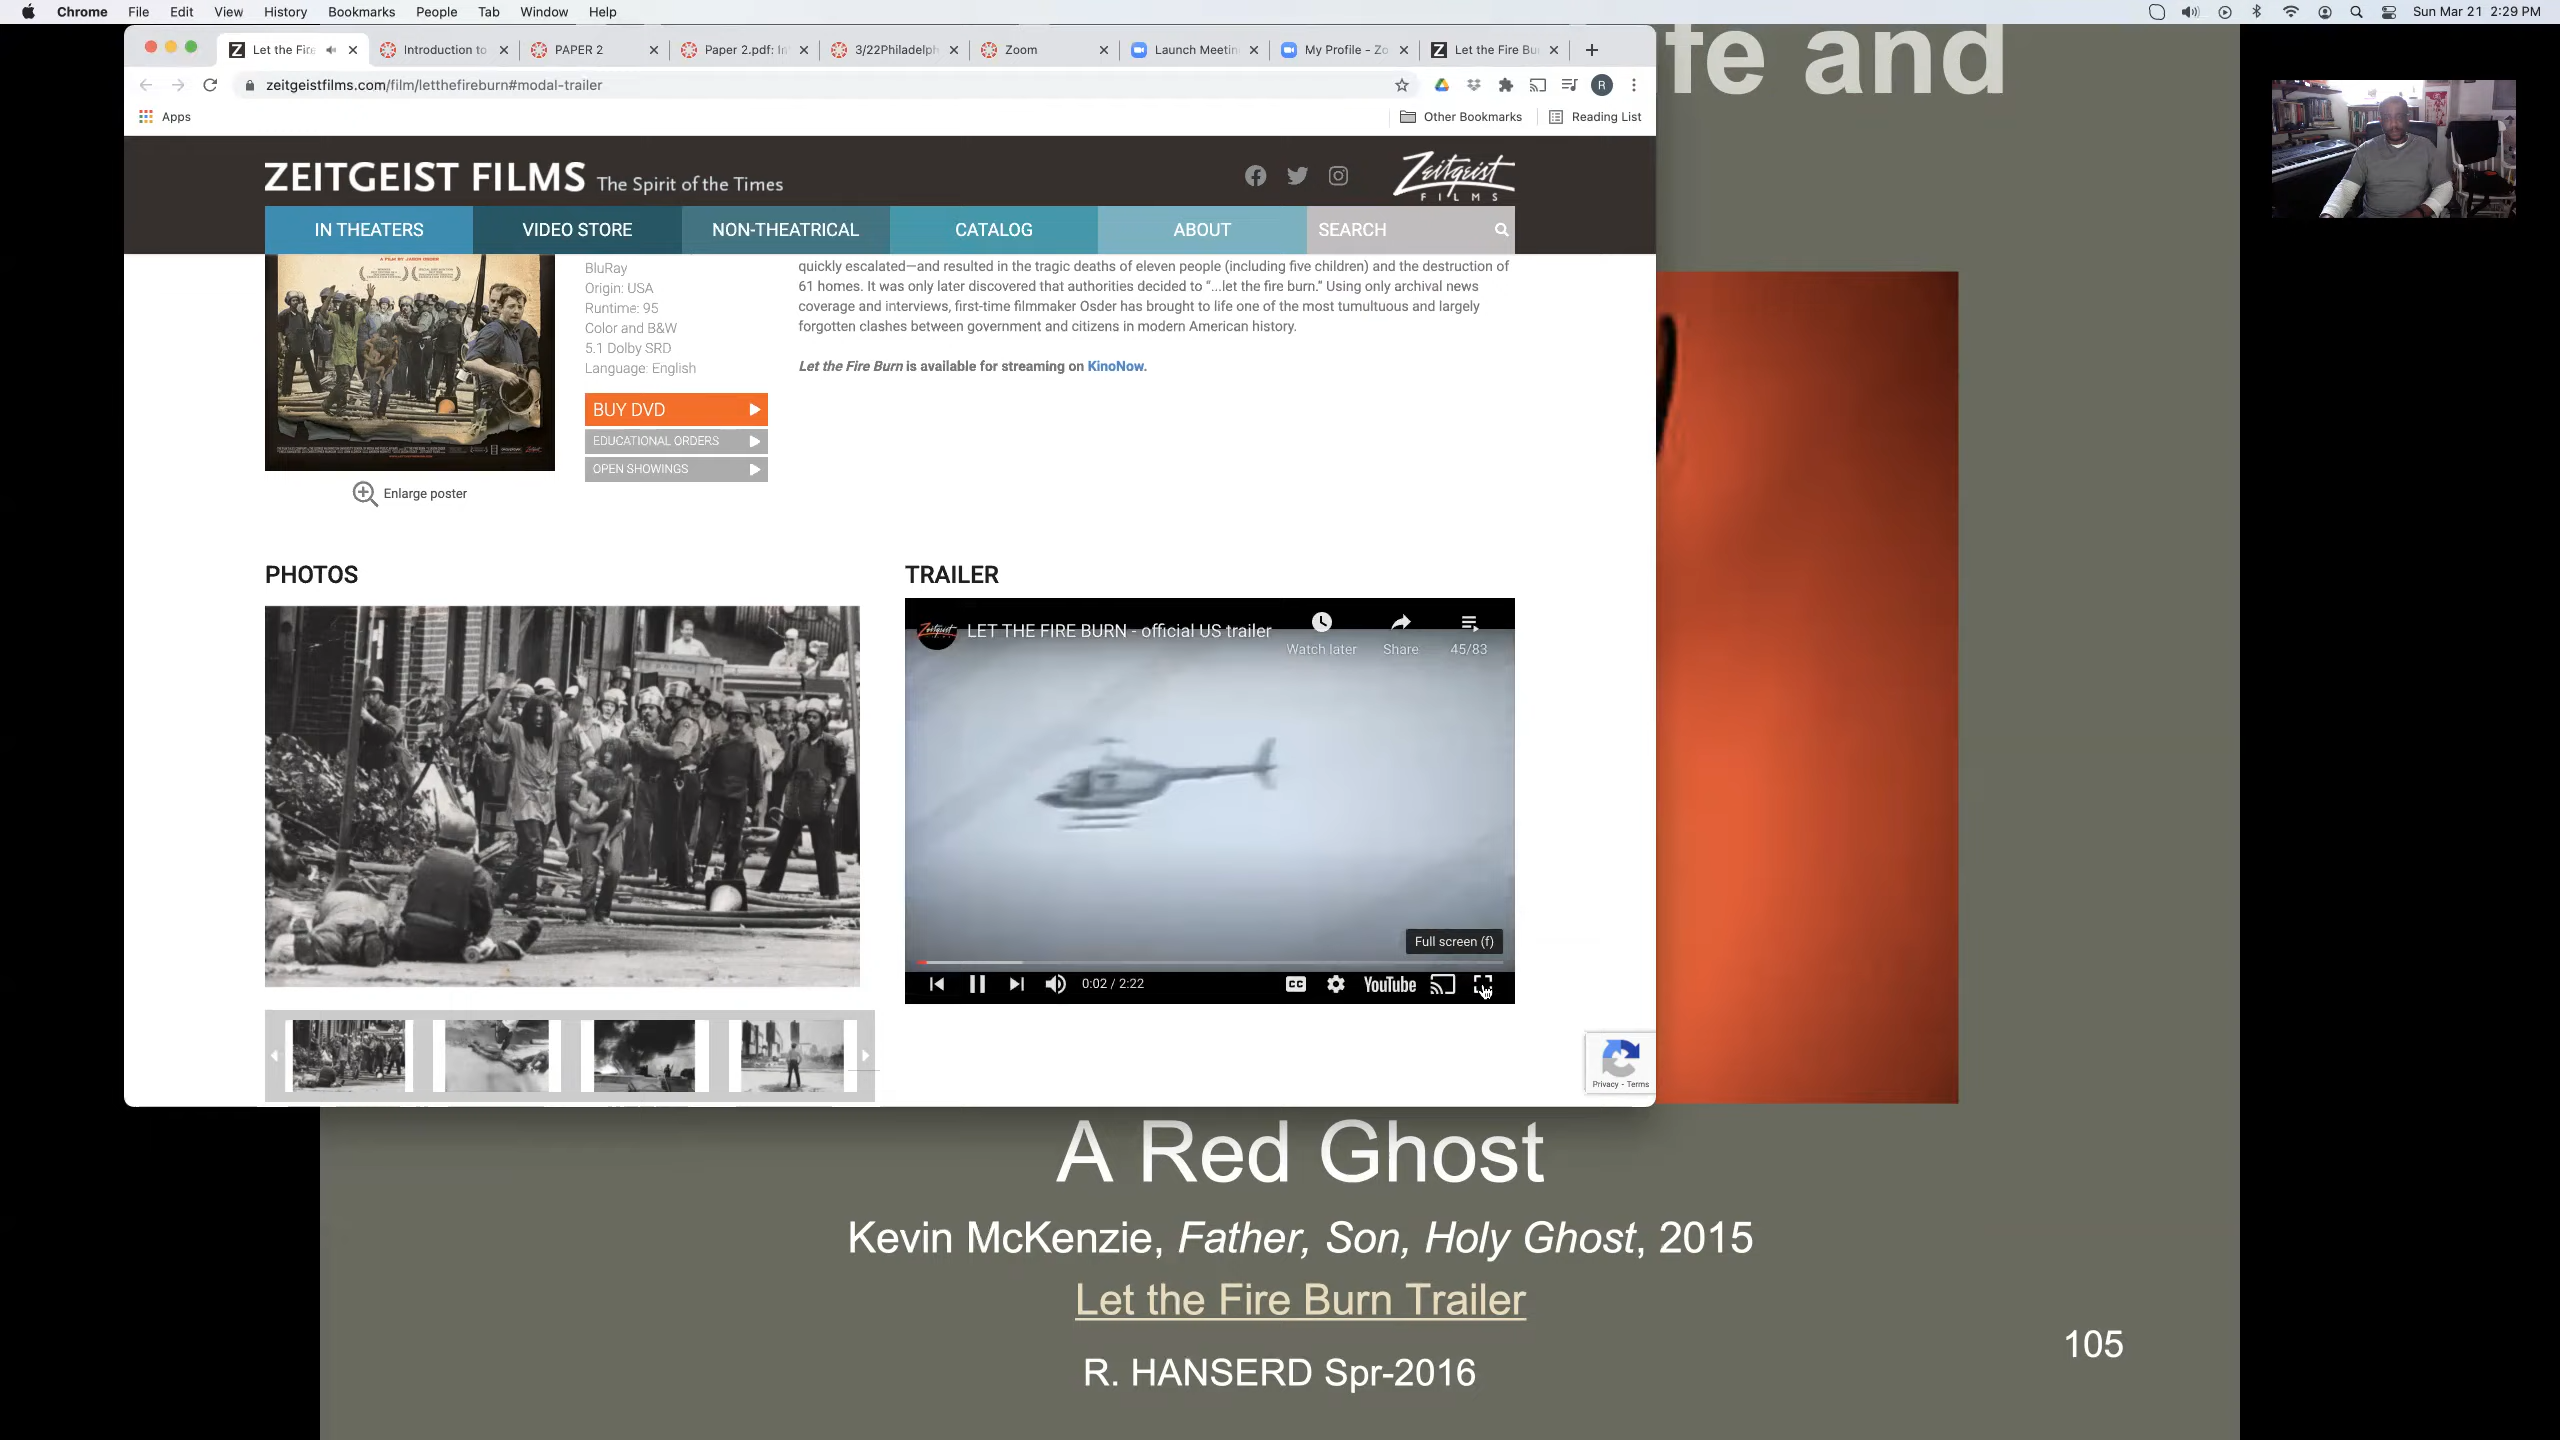 Chrome File Edit View History Bookmarks People Tab Window Help
Sun Mar 21 2:29 PM
Let the Fire
Introduction to
PAPER 2
Paper 2.pdf: In
3/22Philadelph
Zoom
Launch Meetin
My Profile - Zo
Let the Fire Bu
fe and
zeitgeistfilms.com/film/letthefireburn#modal-trailer
R
Apps
Other Bookmarks
Reading List
ZEITGEIST FILMS The Spirit of the Times
Zeitgeist
FILMS
IN THEATERS
VIDEO STORE
NON-THEATRICAL
CATALOG
ABOUT
SEARCH
A FILM BY JASON OSDER
BluRay
Origin: USA
Runtime: 95
Color and B&W
5.1 Dolby SRD
Language: English
quickly escalated—and resulted in the tragic deaths of eleven people (including five children) and the destruction of
61 homes. It was only later discovered that authorities decided to “...let the fire burn.” Using only archival news
coverage and interviews, first-time filmmaker Osder has brought to life one of the most tumultuous and largely
forgotten clashes between government and citizens in modern American history.
Let the Fire Burn is available for streaming on KinoNow.
BUY DVD
EDUCATIONAL ORDERS
OPEN SHOWINGS
Enlarge poster
PHOTOS
TRAILER
Zeitgeist
LET THE FIRE BURN - official US trailer
Watch later
Share
45/83
Full screen (f)
0:02 / 2:22
CC
YouTube
Privacy - Terms
A Red Ghost
Kevin McKenzie, Father, Son, Holy Ghost, 2015
Let the Fire Burn Trailer
R. HANSERD Spr-2016
105